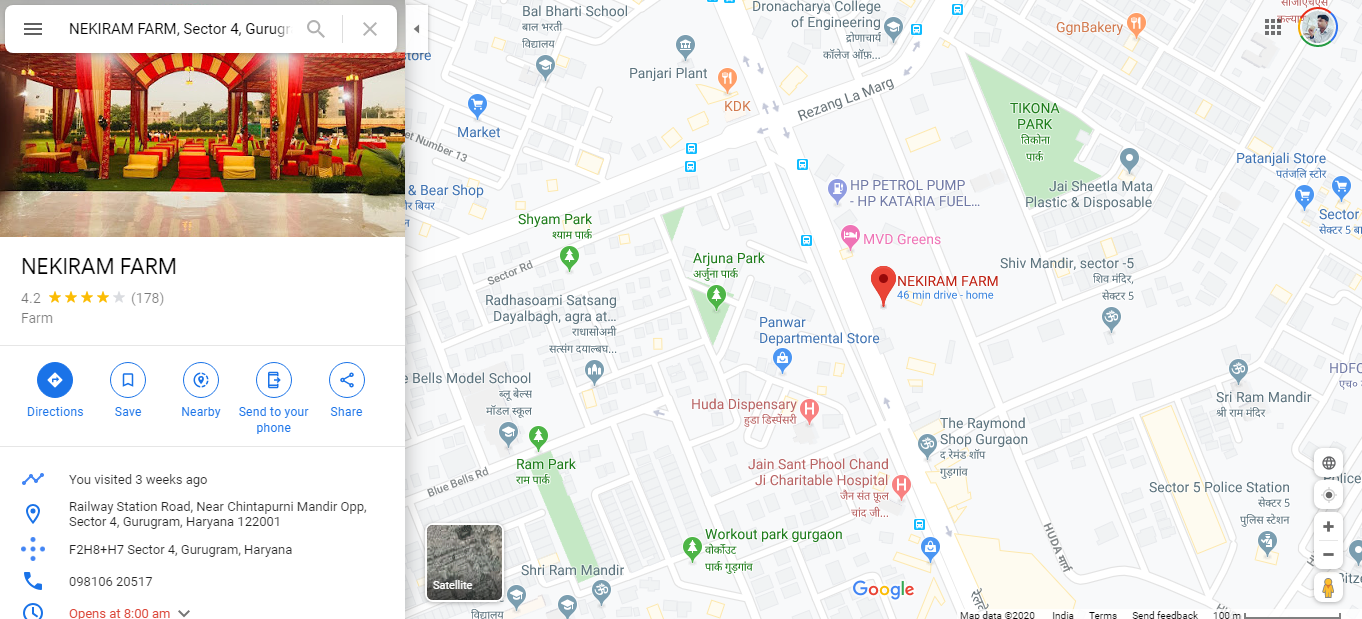 NEKIRAM FARM, Sector 4, Gurugr
NEKIRAM FARM
4.2 (178)
Farm
Directions
Save
Nearby
Send to your
phone
Share
You visited 3 weeks ago
Railway Station Road, Near Chintapurni Mandir Opp,
Sector 4, Gurugram, Haryana 122001
F2H8+H7 Sector 4, Gurugram, Haryana
098106 20517
Opens at 8:00 am
Bal Bharti School
बाल भरती
विद्यालय
Dronacharya College
of Engineering
द्रोणाचार्य
कॉलेज ऑफ़...
GgnBakery
Panjari Plant
KDK
Rezang La Marg
Market
et Number 13
& Bear Shop
TIKONA
PARK
तिकोना
पार्क
Patanjali Store
पतंजलि स्टोर
Jai Sheetla Mata
Plastic & Disposable
HP PETROL PUMP
- HP KATARIA FUEL...
Sector
सेक्टर 5 बा
Shyam Park
श्याम पार्क
MVD Greens
Arjuna Park
अर्जुना पार्क
Sector Rd
Shiv Mandir, sector -5
शिव मंदिर,
सेक्टर 5
NEKIRAM FARM
46 min drive - home
Radhasoami Satsang
Dayalbagh, agra at...
राधासोअमी
सत्संग दयाल्बघ...
Panwar
Departmental Store
e Bells Model School
ब्लू बेल्स
मॉडल स्कूल
HDFC
एच०
Huda Dispensary
हुडा डिस्पेंसरी
Sri Ram Mandir
श्री राम मंदिर
The Raymond
Shop Gurgaon
द रेमंड शॉप
गुड़गांव
Ram Park
राम पार्क
Blue Bells Rd
Jain Sant Phool Chand
Ji Charitable Hospital
जैन संत फुल
चांद जी...
Sector 5 Police Station
सेक्टर 5
पुलिस स्टेशन
HUDA मार्ग
Workout park gurgaon
वोर्कोउट
पार्क गुड़गांव
Shri Ram Mandir
विद्यालय
Satellite
Google
Map data ©2020 India Terms Send feedback 100 m